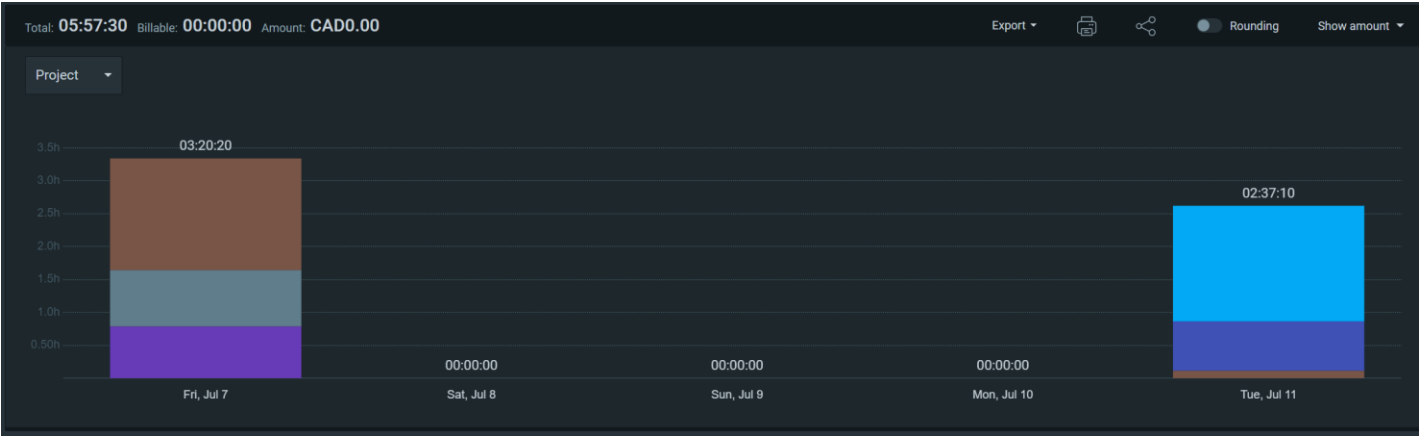 Total: 05:57:30 Billable: 00:00:00 Amount: CAD0.00 Export Rounding Show amount
Project
3.5h
03:20:20
3.0h
02:37:10
2.5h
2.0h
1.5h
1.0h
0.50h
00:00:00 00:00:00 00:00:00
Fri, Jul 7 Sat, Jul 8 Sun, Jul 9 Mon, Jul 10 Tue, Jul 11